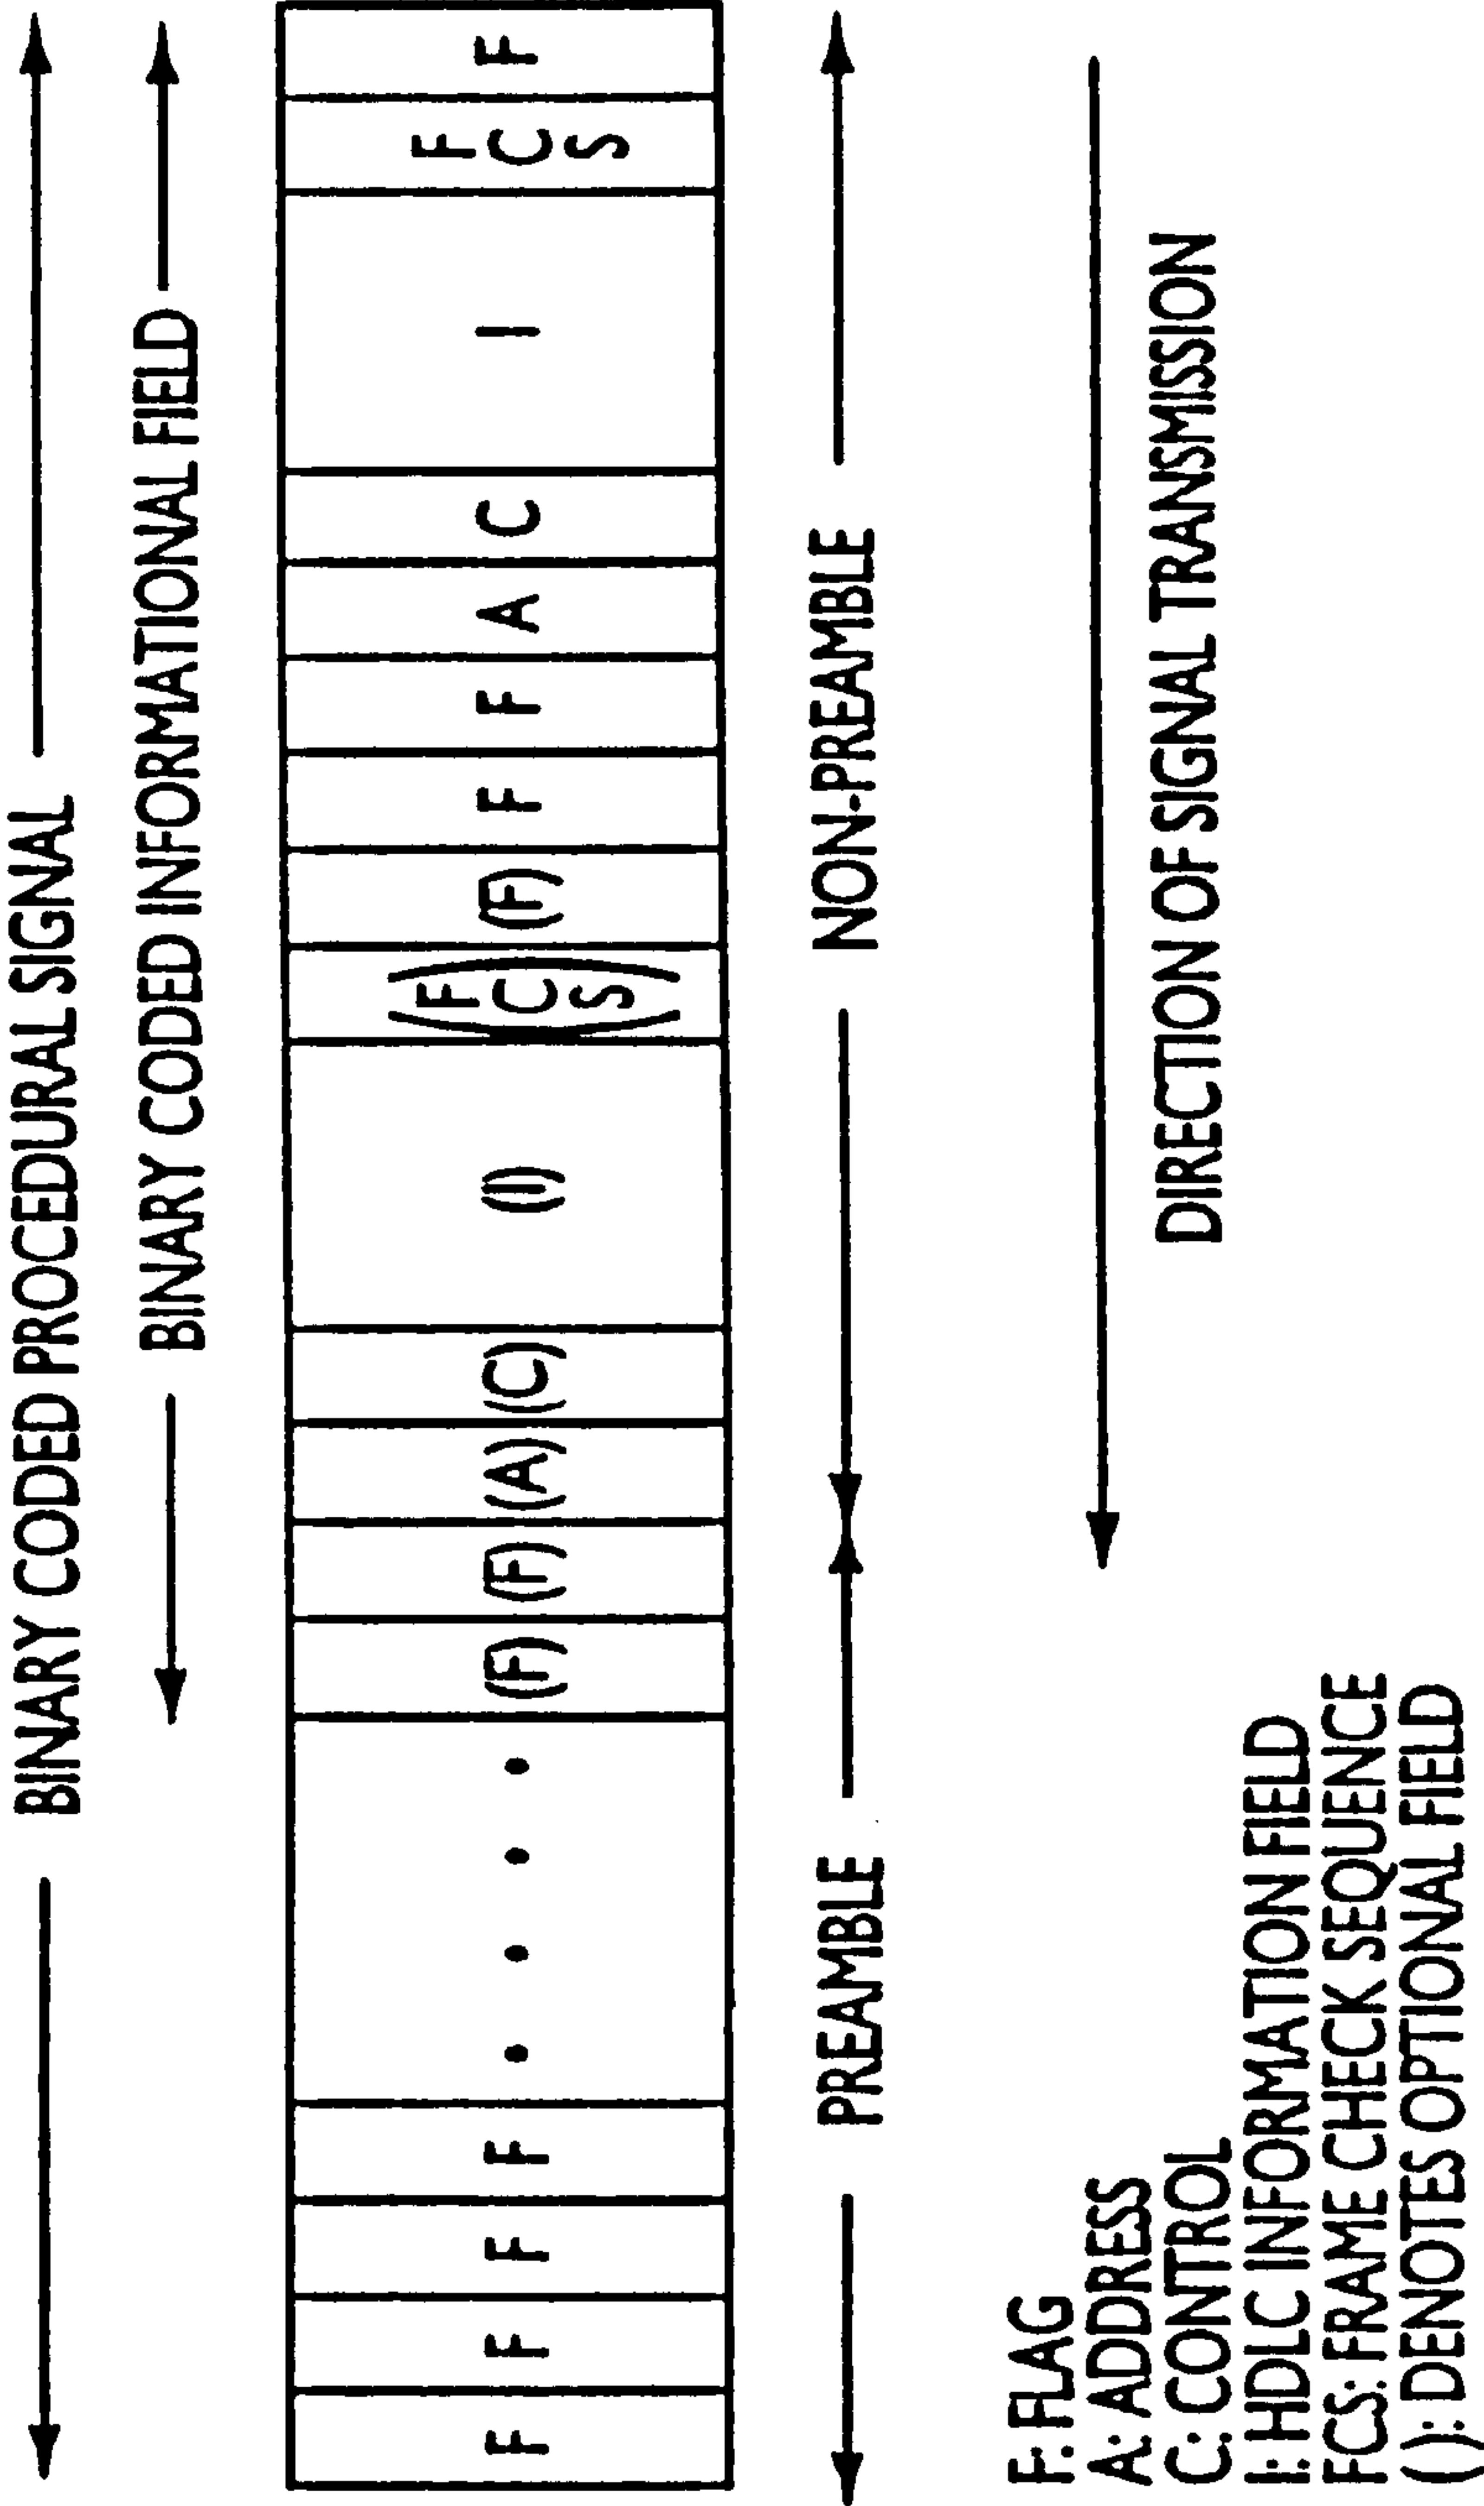 BINARY CODED PROCEDURAL SIGNAL
BINARY CODED INFORMATIONAL FIELD
F F F F • • • • (F) (F) (A) (C) (I) (FCS) (F) F F A C I FCS F
PREAMBLE NON-PREAMBLE
DIRECTION OF SIGNAL TRANSMISSION
F: FLAG
A: ADDRESS
C: CONTROL
I: HDLC INFORMATION FIELD
FCS: FRAME CHECK SEQUENCE
( ): DENOTES OPTIONAL FIELD